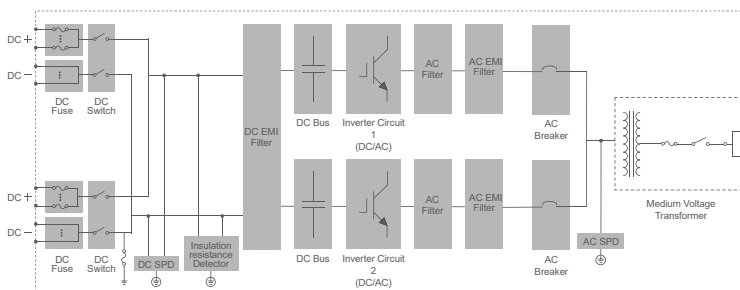 DC +
DC -
DC
Fuse
DC
Switch
DC +
DC -
DC
Fuse
DC
Switch
DC SPD
Insulation
resistance
Detector
DC EMI
Filter
DC Bus
Inverter Circuit
1
(DC/AC)
AC
Filter
AC EMI
Filter
AC
Breaker
DC Bus
Inverter Circuit
2
(DC/AC)
AC
Filter
AC EMI
Filter
AC
Breaker
AC SPD
Medium Voltage
Transformer